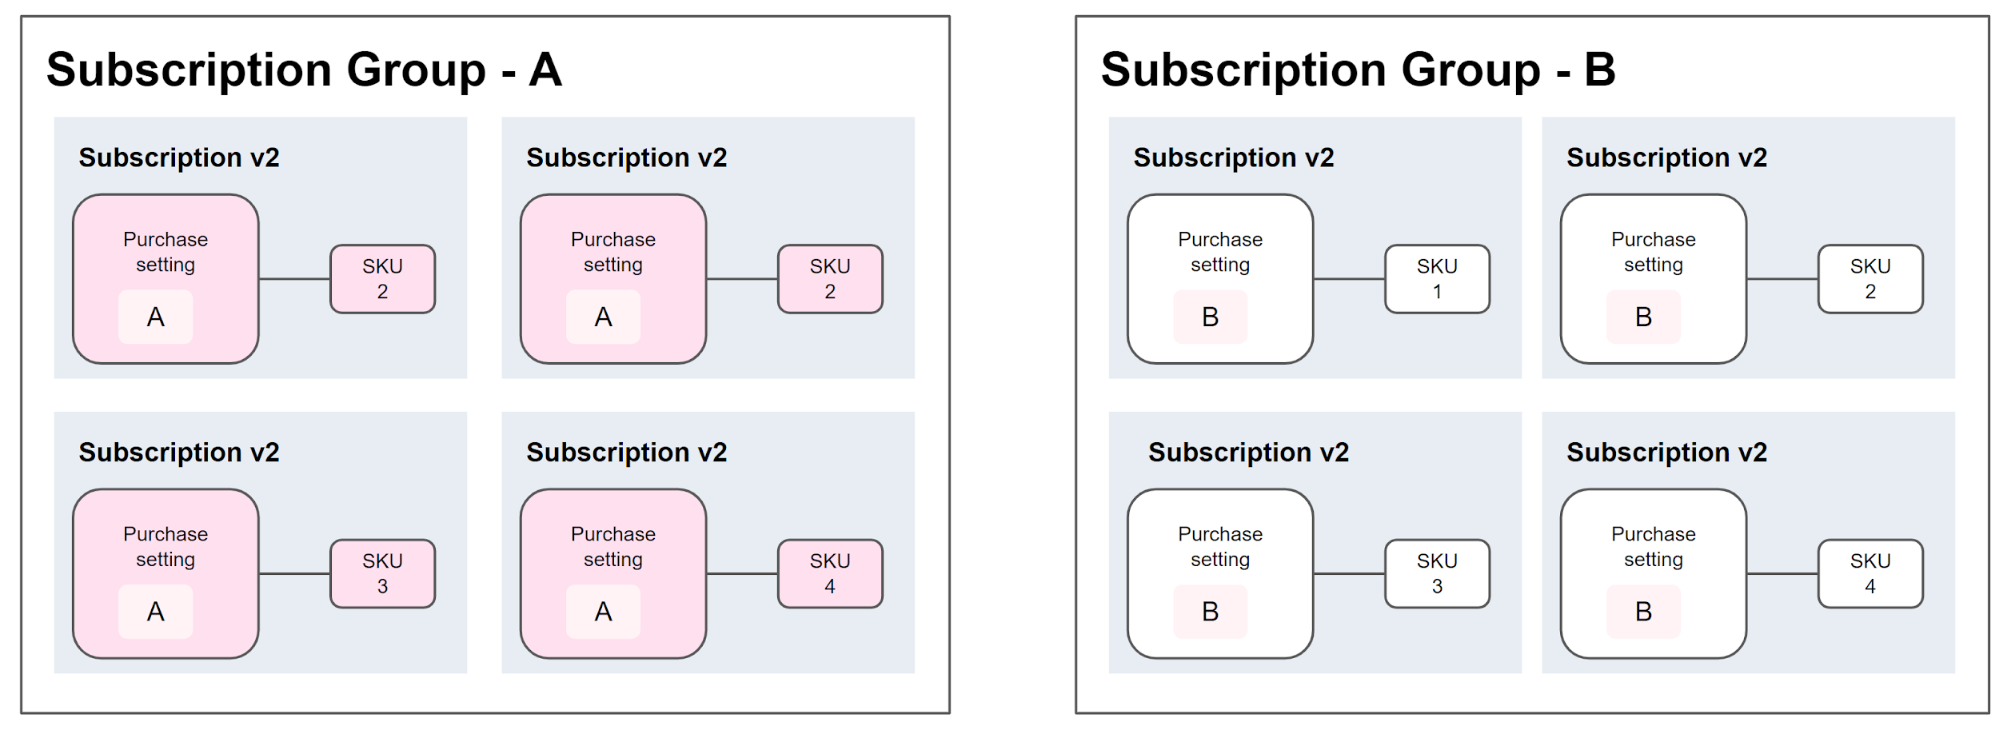 Subscription Group - A
Subscription v2
Purchase
setting
A
SKU
2
Subscription v2
Purchase
setting
A
SKU
2
Subscription v2
Purchase
setting
A
SKU
3
Subscription v2
Purchase
setting
A
SKU
4
Subscription Group - B
Subscription v2
Purchase
setting
B
SKU
1
Subscription v2
Purchase
setting
B
SKU
2
Subscription v2
Purchase
setting
B
SKU
3
Subscription v2
Purchase
setting
B
SKU
4